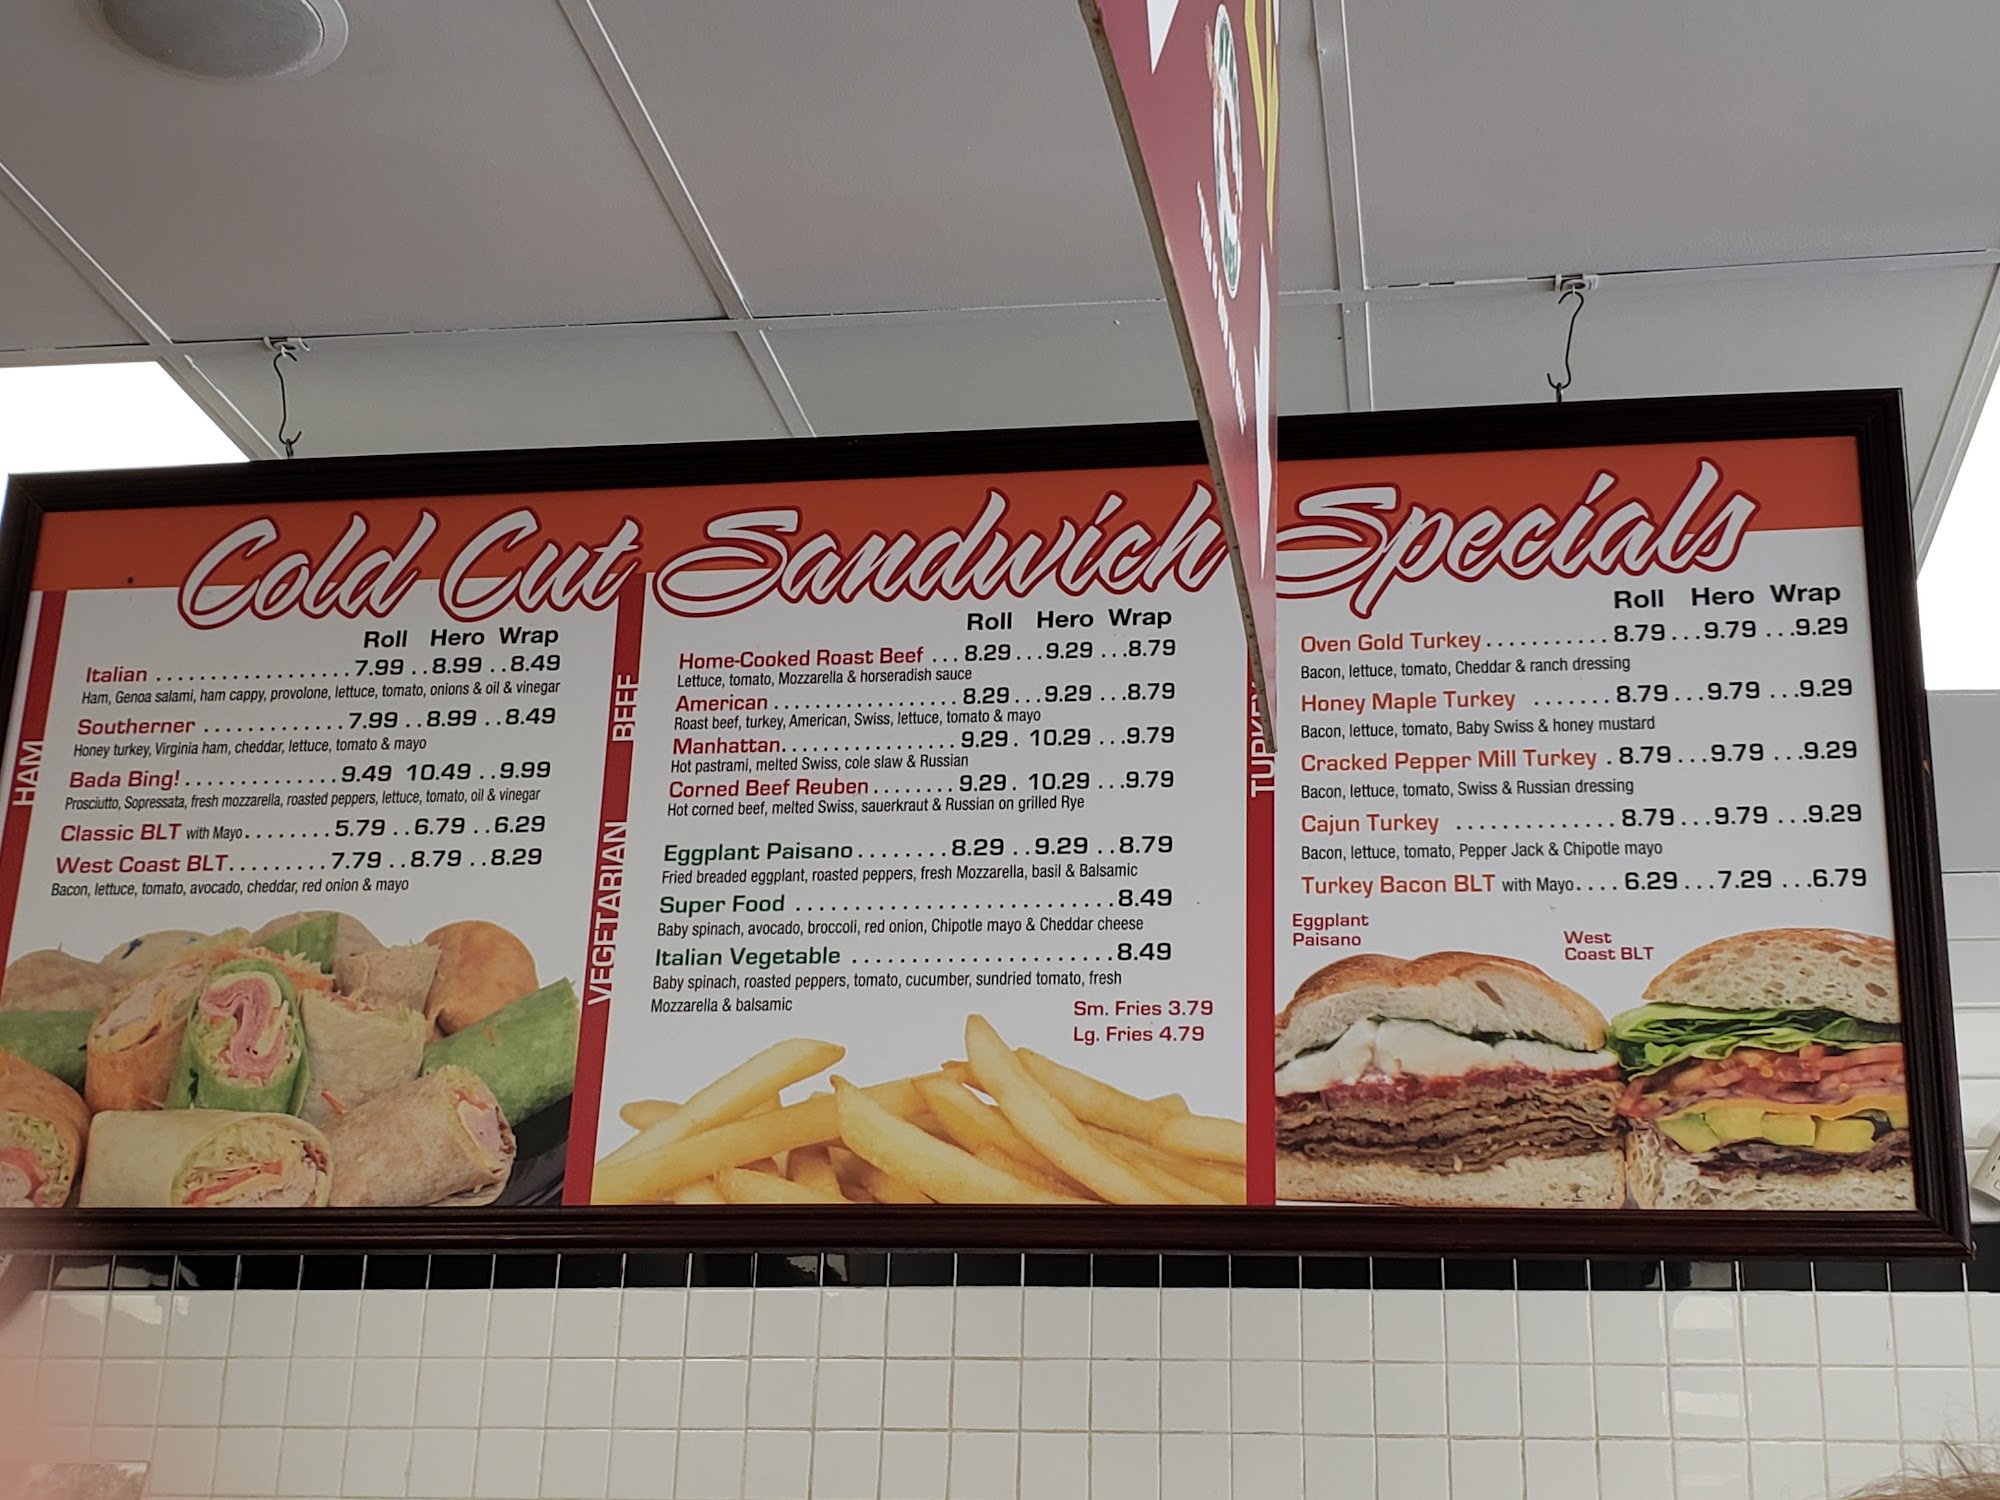 Cold Cut Sandwich Specials
HAM
Roll Hero Wrap
Italian ................. 7.99 .. 8.99 .. 8.49
Ham, Genoa salami, ham cappy, provolone, lettuce, tomato, onions & oil & vinegar
Southerner ............. 7.99 .. 8.99 .. 8.49
Honey turkey, Virginia ham, cheddar, lettuce, tomato & mayo
Bada Bing! .............. 9.49 10.49 .. 9.99
Prosciutto, Sopressata, fresh mozzarella, roasted peppers, lettuce, tomato, oil & vinegar
Classic BLT with Mayo ........ 5.79 .. 6.79 .. 6.29
West Coast BLT ......... 7.79 .. 8.79 .. 8.29
Bacon, lettuce, tomato, avocado, cheddar, red onion & mayo
BEEF
Roll Hero Wrap
Home-Cooked Roast Beef ... 8.29 ... 9.29 ... 8.79
Lettuce, tomato, Mozzarella & horseradish sauce
American ................ 8.29 ... 9.29 ... 8.79
Roast beef, turkey, American, Swiss, lettuce, tomato & mayo
Manhattan ................. 9.29 . 10.29 ... 9.79
Hot pastrami, melted Swiss, cole slaw & Russian
Corned Beef Reuben ........ 9.29 . 10.29 ... 9.79
Hot corned beef, melted Swiss, sauerkraut & Russian on grilled Rye
VEGETARIAN
Eggplant Paisano ........ 8.29 .. 9.29 .. 8.79
Fried breaded eggplant, roasted peppers, fresh Mozzarella, basil & Balsamic
Super Food ........................... 8.49
Baby spinach, avocado, broccoli, red onion, Chipotle mayo & Cheddar cheese
Italian Vegetable ...................... 8.49
Baby spinach, roasted peppers, tomato, cucumber, sundried tomato, fresh
Mozzarella & balsamic
Sm. Fries 3.79
Lg. Fries 4.79
TURKEY
Roll Hero Wrap
Oven Gold Turkey ........... 8.79 ... 9.79 ... 9.29
Bacon, lettuce, tomato, Cheddar & ranch dressing
Honey Maple Turkey ....... 8.79 ... 9.79 ... 9.29
Bacon, lettuce, tomato, Baby Swiss & honey mustard
Cracked Pepper Mill Turkey . 8.79 ... 9.79 ... 9.29
Bacon, lettuce, tomato, Swiss & Russian dressing
Cajun Turkey .............. 8.79 ... 9.79 ... 9.29
Bacon, lettuce, tomato, Pepper Jack & Chipotle mayo
Turkey Bacon BLT with Mayo .... 6.29 ... 7.29 ... 6.79
Eggplant
Paisano
West
Coast BLT